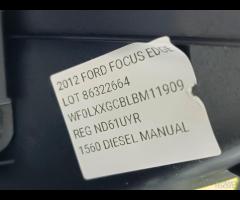 2012 FORD FOCUS EDGE
LOT 86322664
WF0LXXGCBLBM11909
REG ND61UYR
1560 DIESEL MANUAL